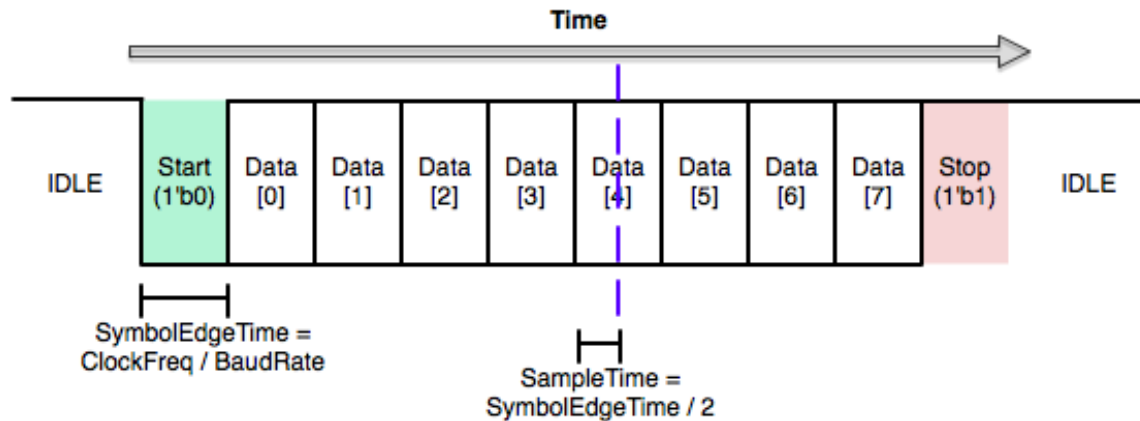 Time
IDLE
Start
(1'b0)
Data
[0]
Data
[1]
Data
[2]
Data
[3]
Data
[4]
Data
[5]
Data
[6]
Data
[7]
Stop
(1'b1)
IDLE
SymbolEdgeTime =
ClockFreq / BaudRate
SampleTime =
SymbolEdgeTime / 2